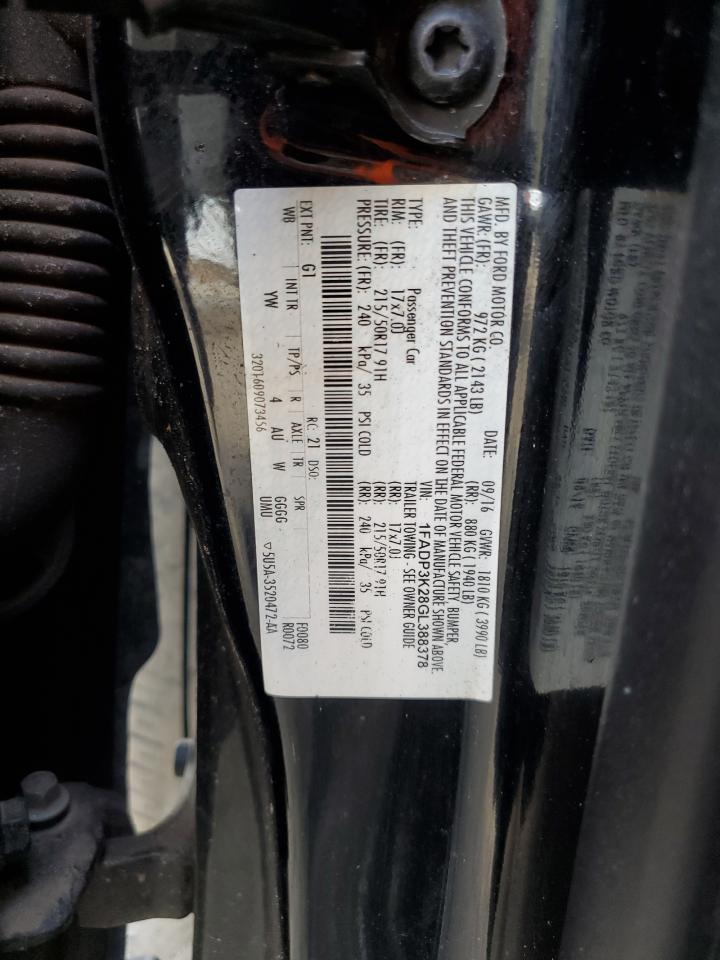 MFD. BY FORD MOTOR CO. DATE: 09/16 GVWR: 1810 KG ( 3990 LB)
GAWR: (FR): 972 KG ( 2143 LB) (RR): 880 KG ( 1940 LB)
THIS VEHICLE CONFORMS TO ALL APPLICABLE FEDERAL MOTOR VEHICLE SAFETY, BUMPER,
AND THEFT PREVENTION STANDARDS IN EFFECT ON THE DATE OF MANUFACTURE SHOWN ABOVE.
VIN: 1FADP3K28GL388378
TYPE: Passenger Car TRAILER TOWING - SEE OWNER GUIDE
RIM: (FR): 17x7.0J (RR): 17x7.0J
TIRE: (FR): 215/50R17 91H (RR): 215/50R17 91H
PRESSURE: (FR): 240 kPa/ 35 PSI COLD (RR): 240 kPa/ 35 PSI COLD
EXT PNT: G1 RC: 21 DSO: F0080
WB INT TR TP/PS R AXLE TR SPR R0072
YW 4 AU W GGGG
UMU
3201609073456 ▽5U5A-3520472-AA